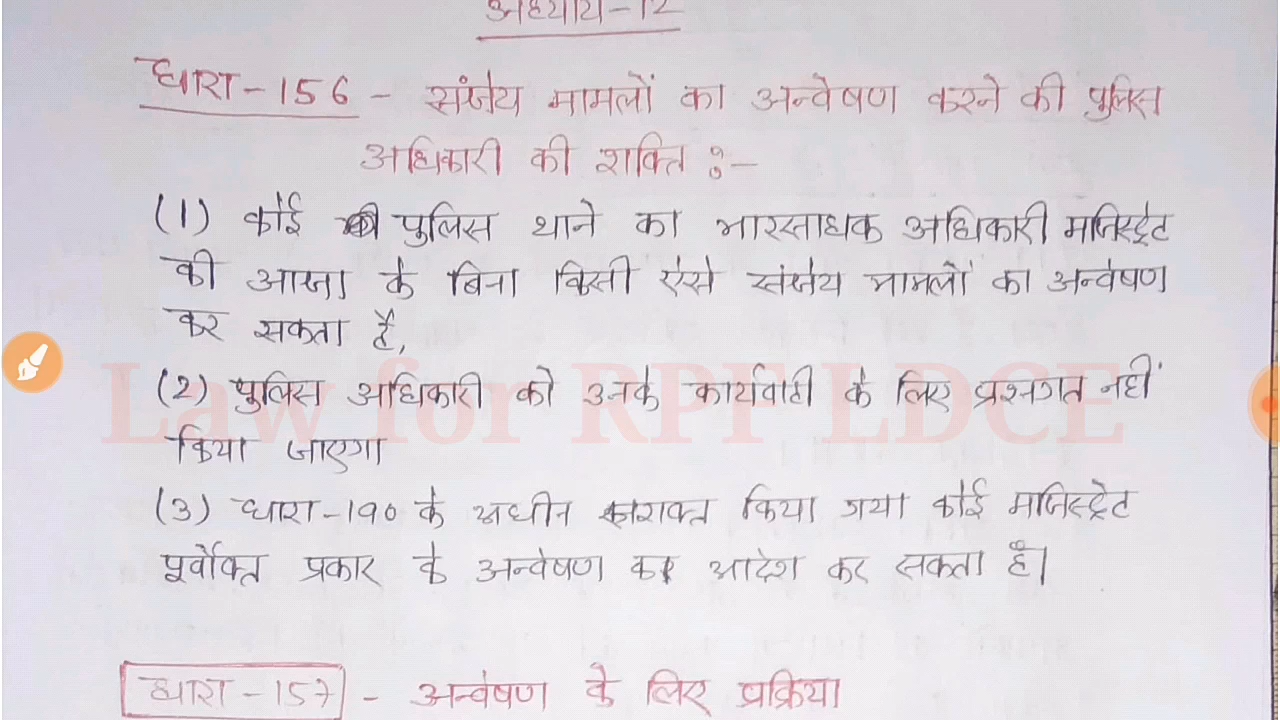 अध्याय-12
धारा-156 - संज्ञेय मामलों का अन्वेषण करने की पुलिस
अधिकारी की शक्ति :-
(1) कोई पुलिस थाने का भारसाधक अधिकारी मजिस्ट्रेट
की आज्ञा के बिना किसी ऐसे संज्ञेय मामलों का अन्वेषण
कर सकता है,
(2) पुलिस अधिकारी को उनके कार्यवाही के लिए प्रश्नगत नहीं
किया जाएगा
(3) धारा-190 के अधीन सशक्त किया गया कोई मजिस्ट्रेट
पूर्वोक्त प्रकार के अन्वेषण का आदेश कर सकता है।
धारा-157 - अन्वेषण के लिए प्रक्रिया
Law for RPF LDCE